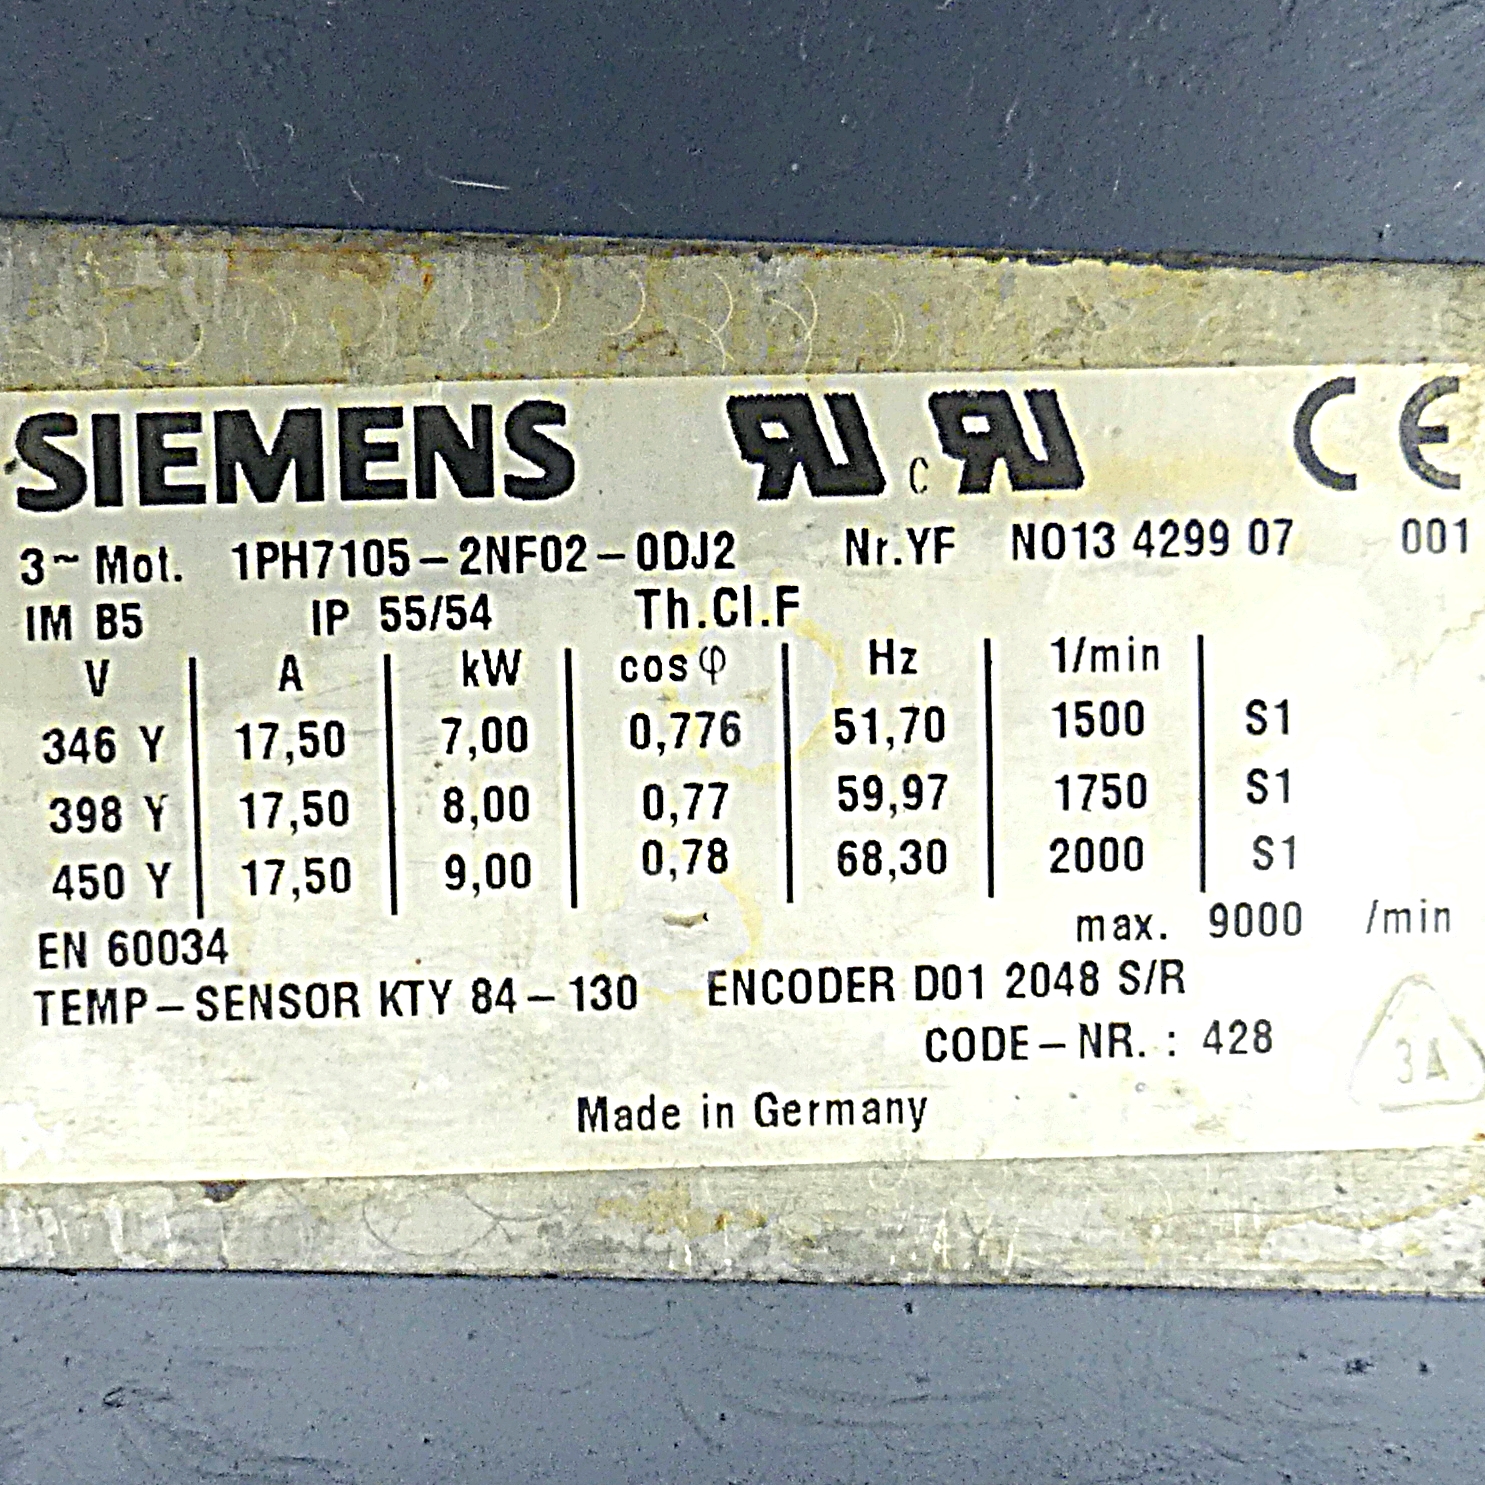 SIEMENS RU c RU CE
3~ Mot. 1PH7105-2NF02-0DJ2 Nr.YF N013 4299 07 001
IM B5 IP 55/54 Th.Cl.F
V A kW cosφ Hz 1/min
346 Y 17,50 7,00 0,776 51,70 1500 S1
398 Y 17,50 8,00 0,77 59,97 1750 S1
450 Y 17,50 9,00 0,78 68,30 2000 S1
max. 9000 /min
EN 60034
TEMP-SENSOR KTY 84-130 ENCODER D01 2048 S/R
CODE-NR. : 428
3A
Made in Germany